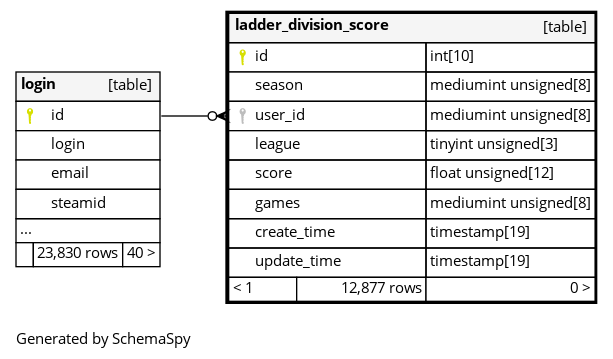 ladder_division_score [table]
id int[10]
season mediumint unsigned[8]
user_id mediumint unsigned[8]
league tinyint unsigned[3]
score float unsigned[12]
games mediumint unsigned[8]
create_time timestamp[19]
update_time timestamp[19]
< 1 12,877 rows 0 >
login [table]
id
login
email
steamid
...
23,830 rows 40 >
Generated by SchemaSpy